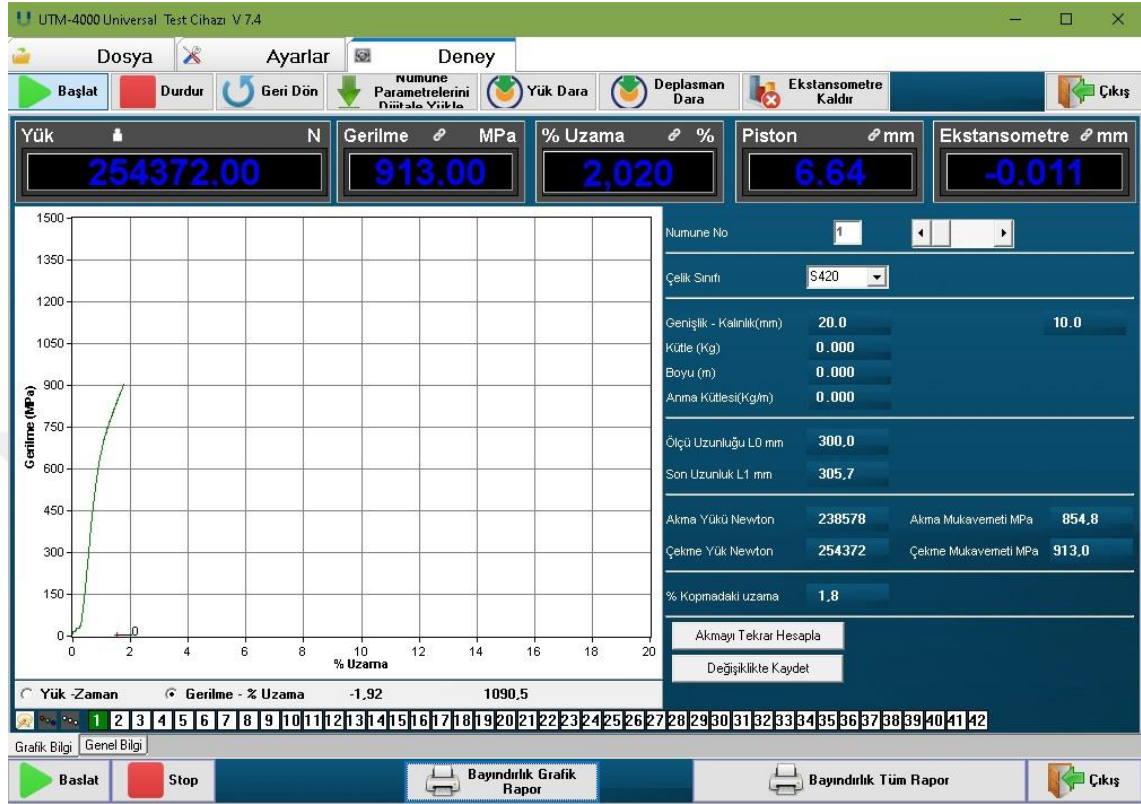 UTM-4000 Universal Test Cihazı V 7.4
Dosya Ayarlar Deney
Başlat Durdur Geri Dön Numune Parametrelerini Dijitale Yükle Yük Dara Deplasman Dara Ekstansometre Kaldır Çıkış
Yük N Gerilme MPa % Uzama % Piston mm Ekstansometre mm
254372.00 913.00 2,020 6.64 -0.011
1500
1350
1200
1050
900
750
600
450
300
150
0
Gerilme (MPa)
0
0 2 4 6 8 10 12 14 16 18 20
% Uzama
Yük -Zaman Gerilme - % Uzama -1,92 1090,5
Numune No 1
Çelik Sınıfı S420
Genişlik - Kalınlık(mm) 20.0 10.0
Kütle (Kg) 0.000
Boyu (m) 0.000
Anma Kütlesi(Kg/m) 0.000
Ölçü Uzunluğu L0 mm 300,0
Son Uzunluk L1 mm 305,7
Akma Yükü Newton 238578 Akma Mukavemeti MPa 854,8
Çekme Yük Newton 254372 Çekme Mukavemeti MPa 913,0
% Kopmadaki uzama 1,8
Akmayı Tekrar Hesapla
Değişiklikte Kaydet
1 2 3 4 5 6 7 8 9 10 11 12 13 14 15 16 17 18 19 20 21 22 23 24 25 26 27 28 29 30 31 32 33 34 35 36 37 38 39 40 41 42
Grafik Bilgi Genel Bilgi
Baslat Stop Bayındırlık Grafik Rapor Bayındırlık Tüm Rapor Çıkış